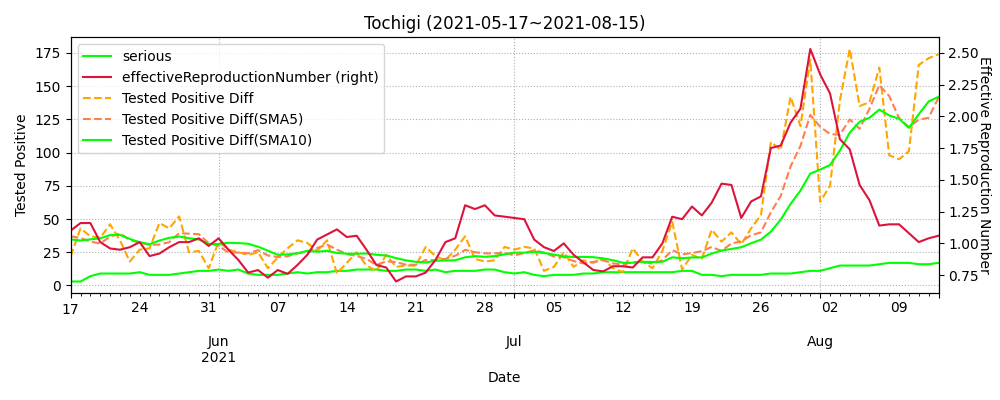 Tochigi (2021-05-17~2021-08-15)
serious
effectiveReproductionNumber (right)
Tested Positive Diff
Tested Positive Diff(SMA5)
Tested Positive Diff(SMA10)
Tested Positive
175
150
125
100
75
50
25
0
2.50
2.25
2.00
1.75
1.50
1.25
1.00
0.75
Effective Reproduction Number
17 24 31 07 14 21 28 05 12 19 26 02 09
Jun Jul Aug
2021
Date